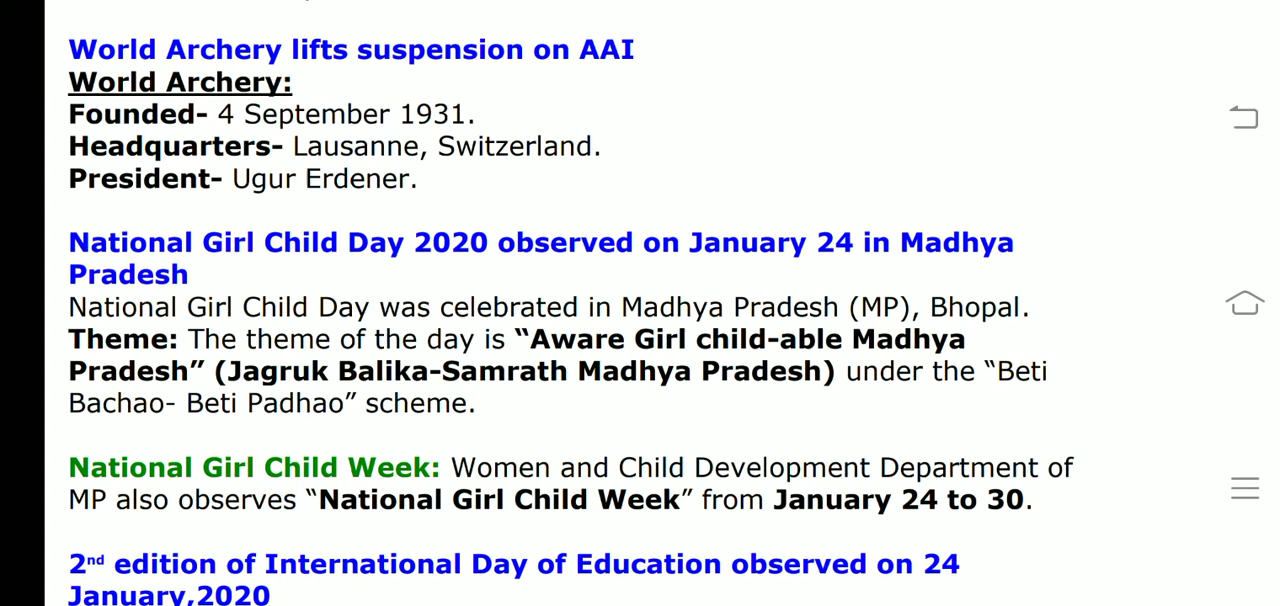 World Archery lifts suspension on AAI
World Archery:
Founded- 4 September 1931.
Headquarters- Lausanne, Switzerland.
President- Ugur Erdener.
National Girl Child Day 2020 observed on January 24 in Madhya
Pradesh
National Girl Child Day was celebrated in Madhya Pradesh (MP), Bhopal.
Theme: The theme of the day is “Aware Girl child-able Madhya
Pradesh” (Jagruk Balika-Samrath Madhya Pradesh) under the “Beti
Bachao- Beti Padhao” scheme.
National Girl Child Week: Women and Child Development Department of
MP also observes “National Girl Child Week” from January 24 to 30.
2nd edition of International Day of Education observed on 24
January,2020